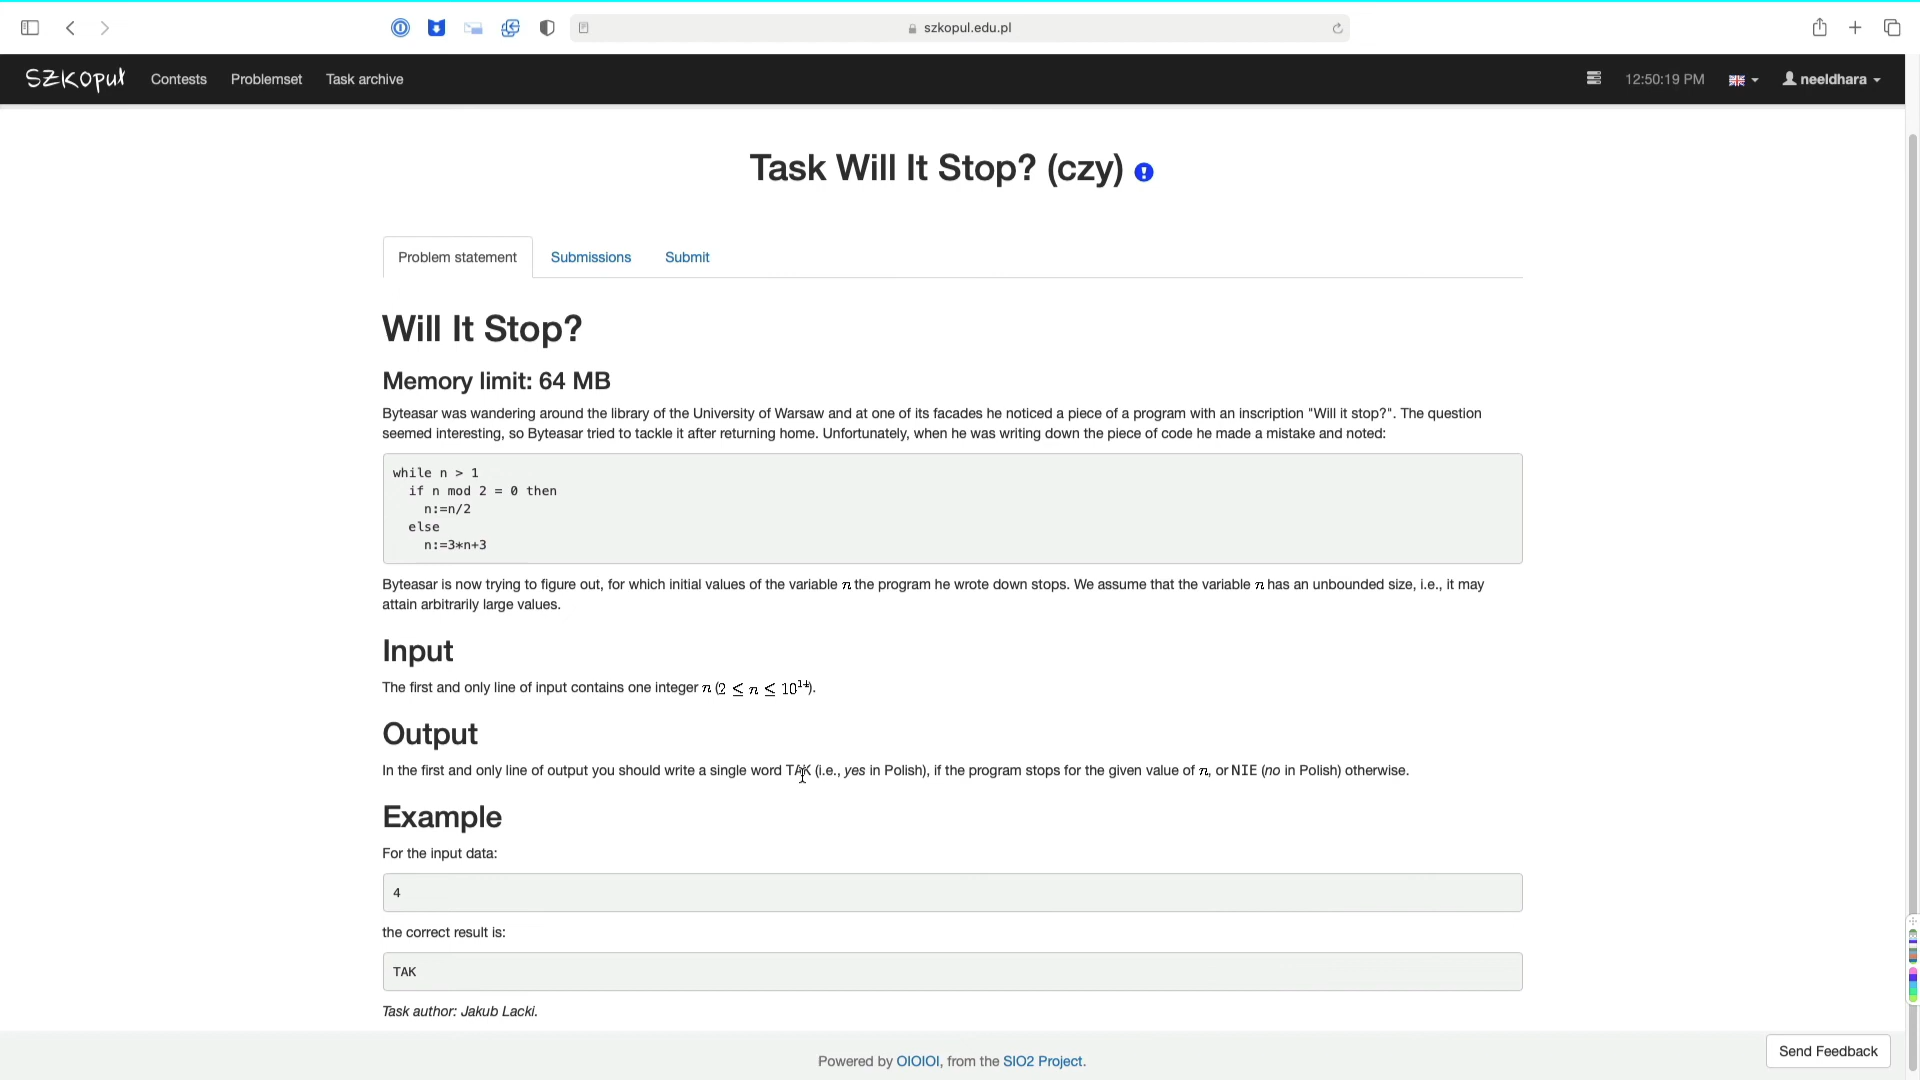 szkopul.edu.pl
SZKOpuł Contests Problemset Task archive 12:50:19 PM neeldhara
Task Will It Stop? (czy)
Problem statement Submissions Submit
Will It Stop?
Memory limit: 64 MB
Byteasar was wandering around the library of the University of Warsaw and at one of its facades he noticed a piece of a program with an inscription "Will it stop?". The question
seemed interesting, so Byteasar tried to tackle it after returning home. Unfortunately, when he was writing down the piece of code he made a mistake and noted:
while n > 1
if n mod 2 = 0 then
n:=n/2
else
n:=3*n+3
Byteasar is now trying to figure out, for which initial values of the variable n the program he wrote down stops. We assume that the variable n has an unbounded size, i.e., it may
attain arbitrarily large values.
Input
The first and only line of input contains one integer n (2 ≤ n ≤ 10¹⁴).
Output
In the first and only line of output you should write a single word TAK (i.e., yes in Polish), if the program stops for the given value of n, or NIE (no in Polish) otherwise.
Example
For the input data:
4
the correct result is:
TAK
Task author: Jakub Lacki.
Powered by OIOIOI, from the SIO2 Project.
Send Feedback